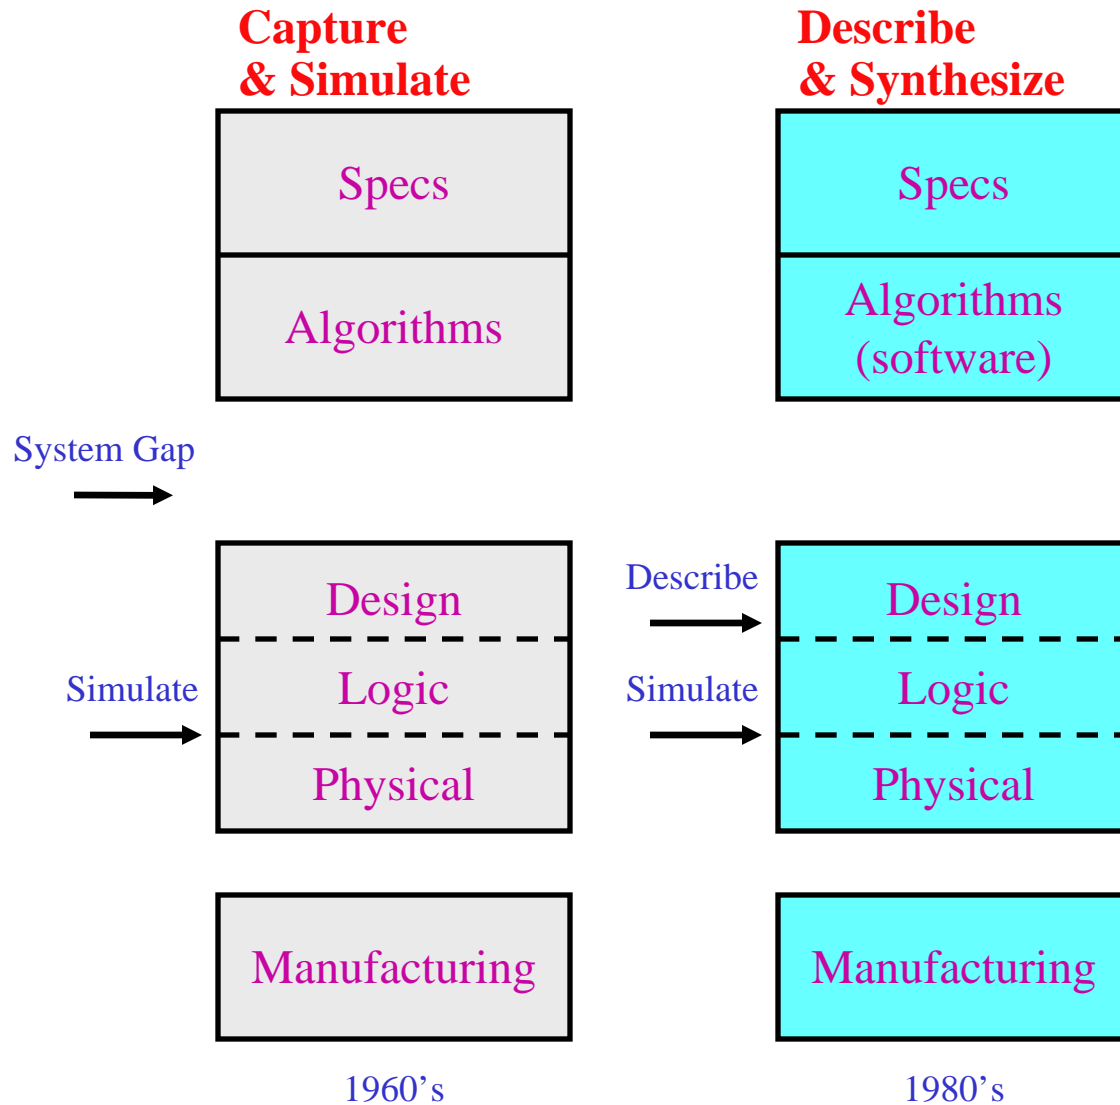 Capture
& Simulate
Describe
& Synthesize
Specs
Specs
Algorithms
Algorithms
(software)
System Gap
Design
Describe
Design
Simulate
Logic
Simulate
Logic
Physical
Physical
Manufacturing
Manufacturing
1960’s
1980’s